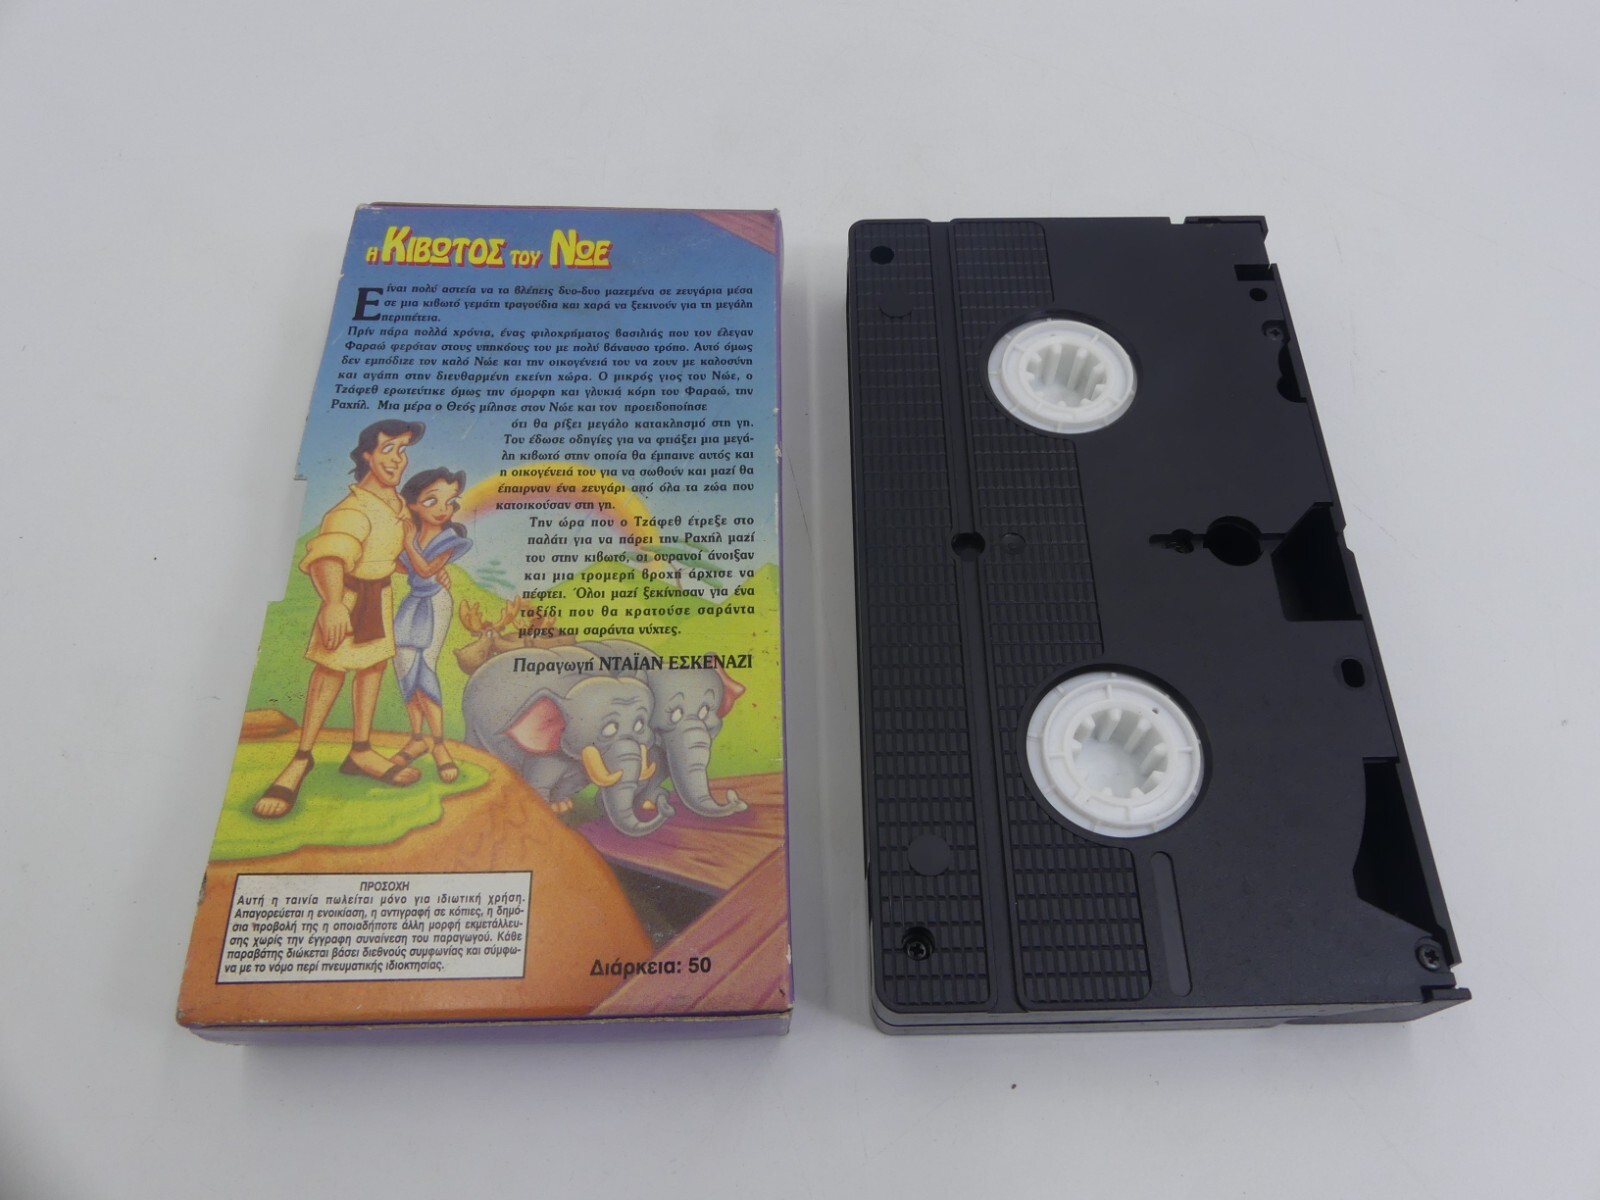 Η ΚΙΒΩΤΟΣ ΤΟΥ ΝΩΕ
Είναι πολύ αστεία να τα βλέπεις δυο-δυο μαζεμένα σε ζευγάρια μέσα
σε μια κιβωτό γεμάτη τραγούδια και χαρά να ξεκινούν για τη μεγάλη
περιπέτεια.
Πρίν πάρα πολλά χρόνια, ένας φιλοχρήματος βασιλιάς που τον έλεγαν
Φαραώ φερόταν στους υπηκόους του με πολύ βάναυσο τρόπο. Αυτό όμως
δεν εμπόδιζε τον καλό Νώε και την οικογένειά του να ζουν με καλοσύνη
και αγάπη στην διευθαρμένη εκείνη χώρα. Ο μικρός γιος του Νώε, ο
Τζάφεθ ερωτεύτικε όμως την όμορφη και γλυκιά κόρη του Φαραώ, την
Ραχήλ. Μια μέρα ο Θεός μίλησε στον Νώε και τον προειδοποίησε
ότι θα ρίξει μεγάλο κατακλησμό στη γη.
Του έδωσε οδηγίες για να φτιάξει μια μεγά-
λη κιβωτό στην οποία θα έμπαινε αυτός και
η οικογένειά του για να σωθούν και μαζί θα
έπαιρναν ένα ζευγάρι από όλα τα ζώα που
κατοικούσαν στη γη.
Την ώρα που ο Τζάφεθ έτρεξε στο
παλάτι για να πάρει την Ραχήλ μαζί
του στην κιβωτό, οι ουρανοί άνοιξαν
και μια τρομερή βροχή άρχισε να
πέφτει. Όλοι μαζί ξεκίνησαν για ένα
ταξίδι που θα κρατούσε σαράντα
μέρες και σαράντα νύχτες.
Παραγωγή ΝΤΑΪΑΝ ΕΣΚΕΝΑΖΙ
ΠΡΟΣΟΧΗ
Αυτή η ταινία πωλείται μόνο για ιδιωτική χρήση.
Απαγορεύεται η ενοικίαση, η αντιγραφή σε κόπιες, η δημό-
σια προβολή της η οποιαδήποτε άλλη μορφή εκμετάλλευ-
σης χωρίς την έγγραφη συναίνεση του παραγωγού. Κάθε
παραβάτης διώκεται βάσει διεθνούς συμφωνίας και σύμφω-
να με το νόμο περί πνευματικής ιδιοκτησίας.
Διάρκεια: 50